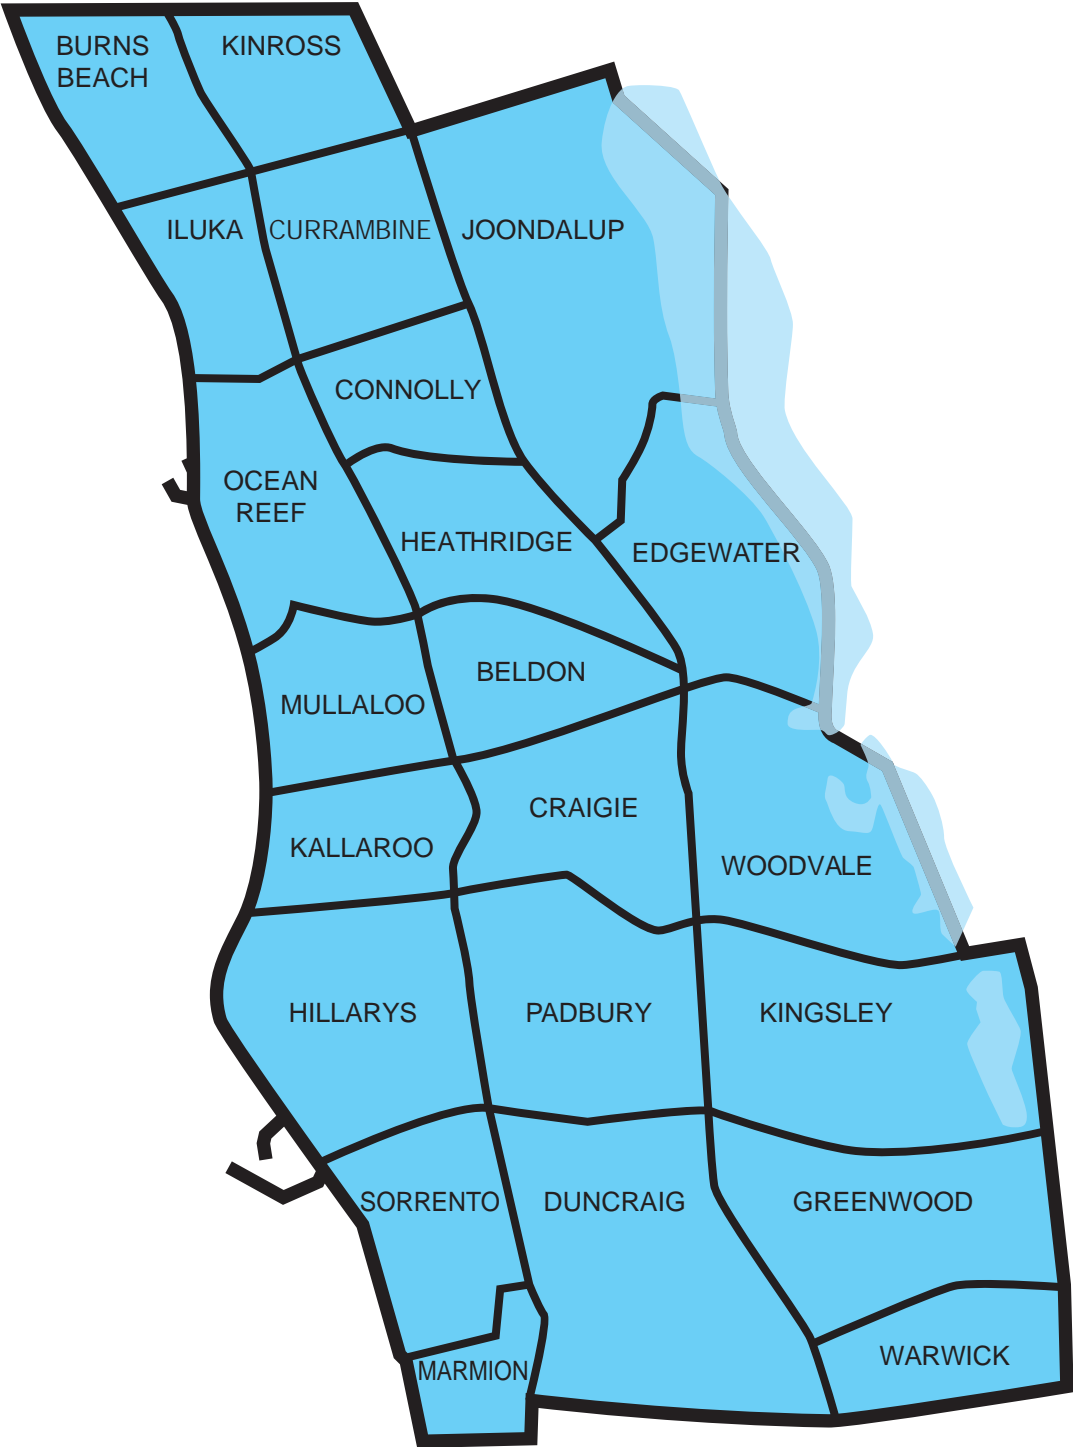 BURNS
BEACH
KINROSS
ILUKA
CURRAMBINE
JOONDALUP
CONNOLLY
OCEAN
REEF
HEATHRIDGE
EDGEWATER
BELDON
MULLALOO
CRAIGIE
KALLAROO
WOODVALE
HILLARYS
PADBURY
KINGSLEY
SORRENTO
DUNCRAIG
GREENWOOD
MARMION
WARWICK